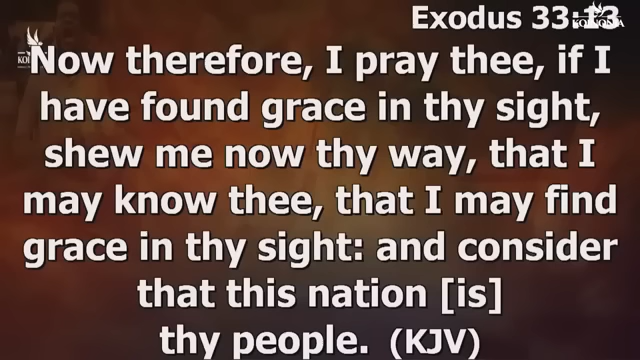 Exodus 33:13
Now therefore, I pray thee, if I
have found grace in thy sight,
shew me now thy way, that I
may know thee, that I may find
grace in thy sight: and consider
that this nation [is]
thy people. (KJV)